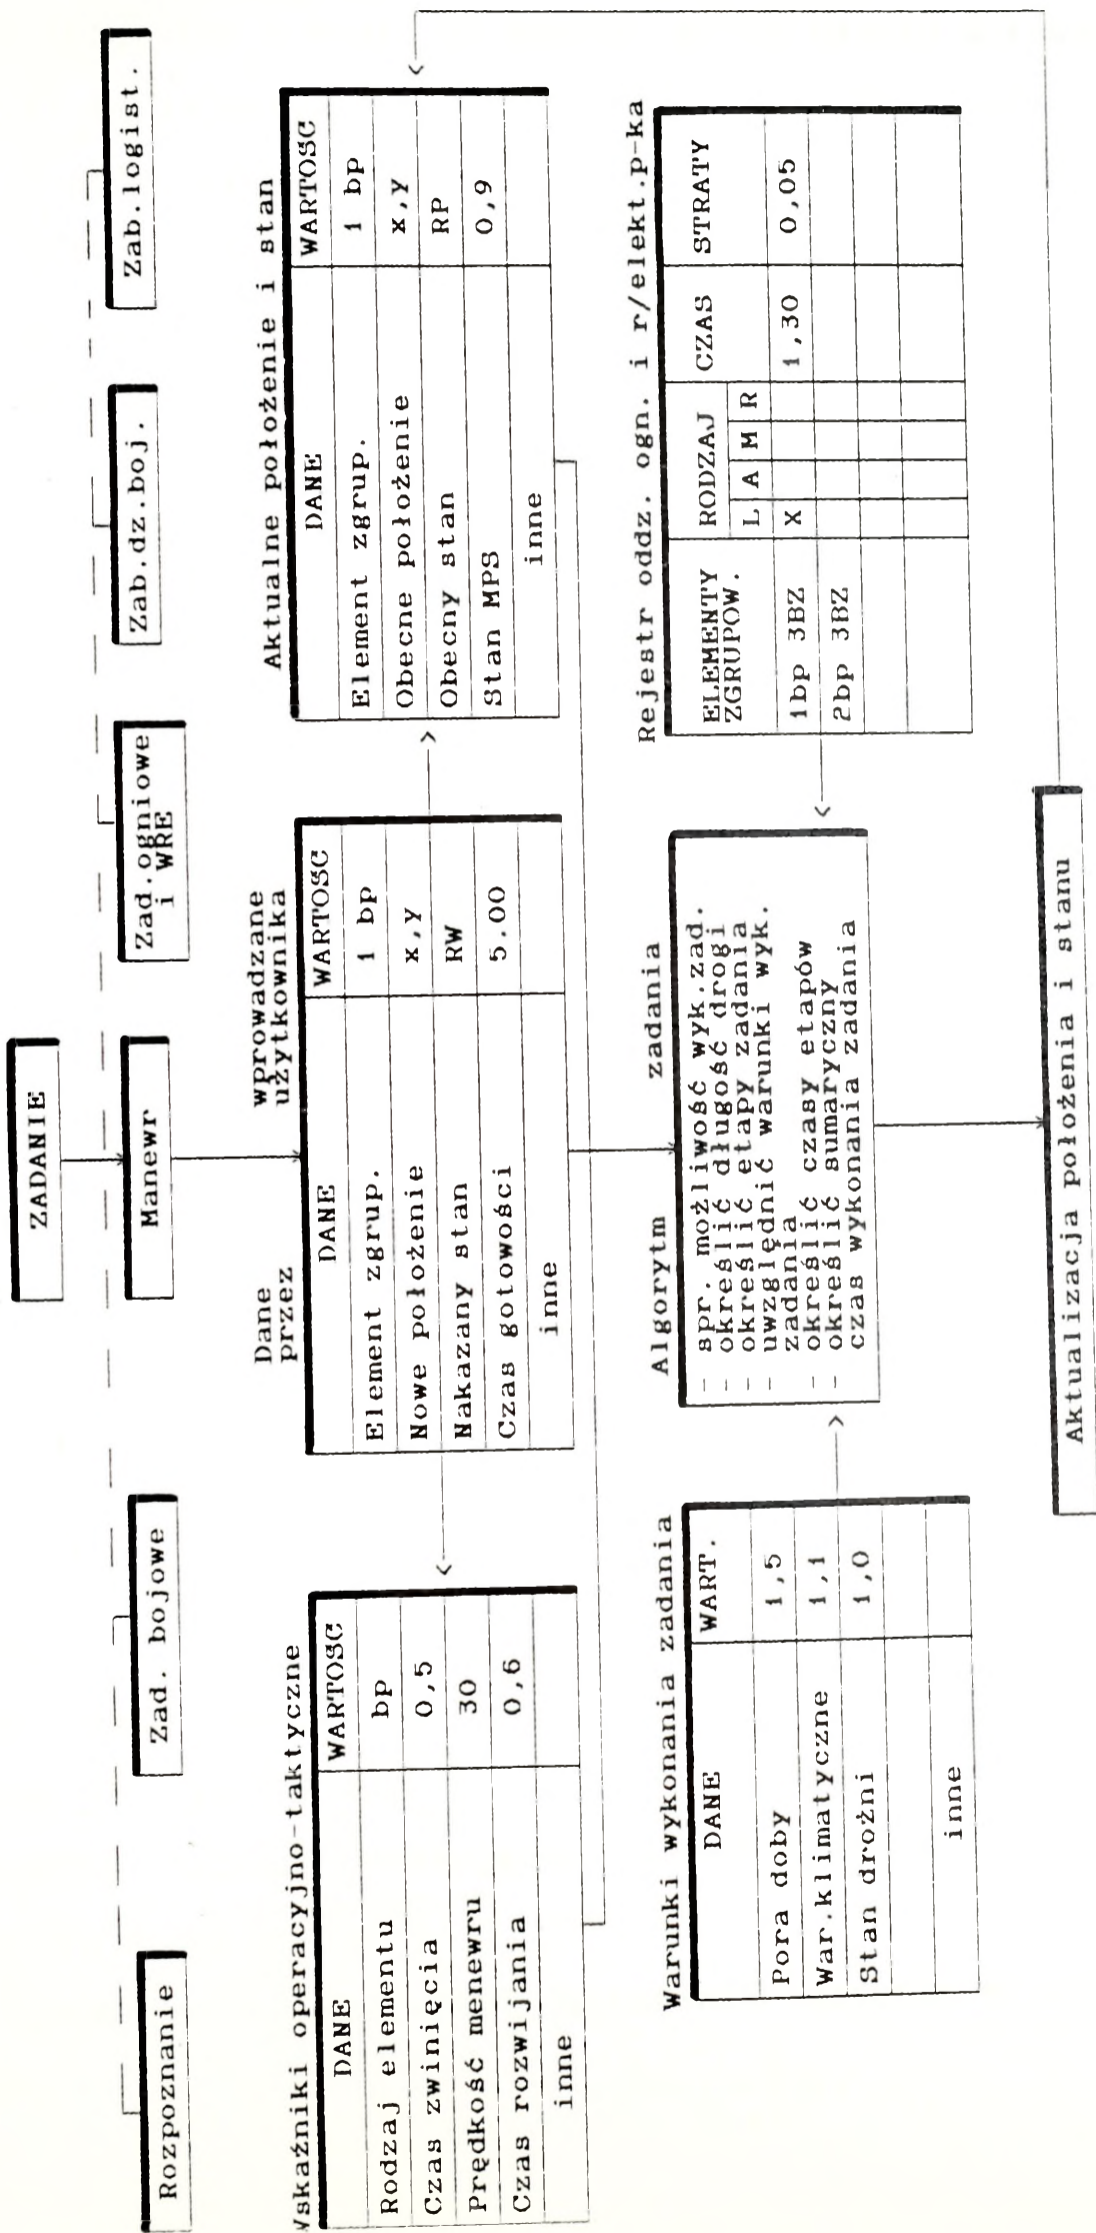 ZADANIE
Rozpoznanie
Zad. bojowe
Manewr
Zad.ogniowe
i WRE
Zab.dz.boj.
Zab.logist.
Wskaźniki operacyjno-taktyczne
DANE WARTOSC
Rodzaj elementu bp
Czas zwinięcia 0,5
Prędkość menewru 30
Czas rozwijania 0,6
inne
Dane wprowadzane
przez użytkownika
DANE WARTOSC
Element zgrup. 1 bp
Nowe położenie x,y
Nakazany stan RW
Czas gotowości 5.00
inne
Aktualne położenie i stan
DANE WARTOSC
Element zgrup. 1 bp
Obecne położenie x,y
Obecny stan RP
Stan MPS 0,9
inne
Warunki wykonania zadania
DANE WART.
Pora doby 1,5
War.klimatyczne 1,1
Stan drożni 1,0
inne
Algorytm zadania
- spr. możliwość wyk.zad.
- określić długość drogi
- określić etapy zadania
- uwzględnić warunki wyk.
zadania
- określić czasy etapów
- określić sumaryczny
czas wykonania zadania
Rejestr oddz. ogn. i r/elekt.p-ka
ELEMENTY ZGRUPOW. RODZAJ CZAS STRATY
L A M R
1bp 3BZ X 1,30 0,05
2bp 3BZ
Aktualizacja położenia i stanu